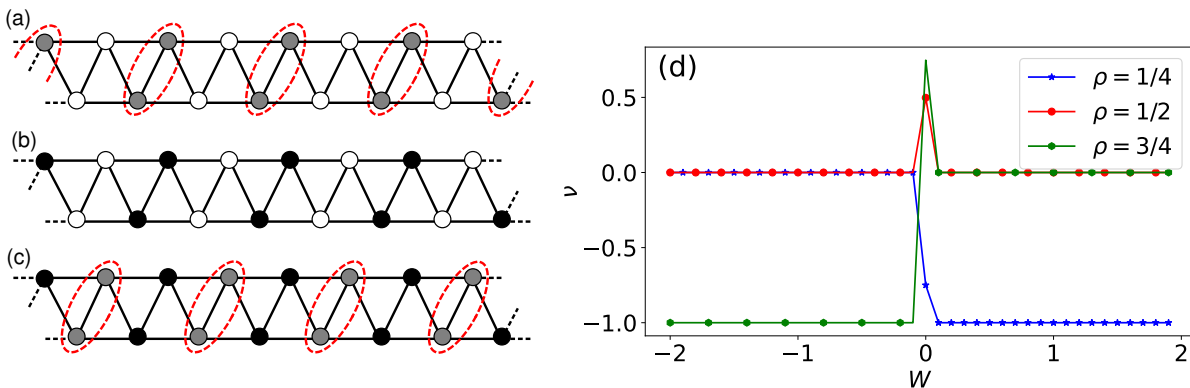 (a)
(b)
(c)
(d)
ρ = 1/4
ρ = 1/2
ρ = 3/4
0.5
0.0
−0.5
−1.0
ν
−2
−1
0
1
2
W